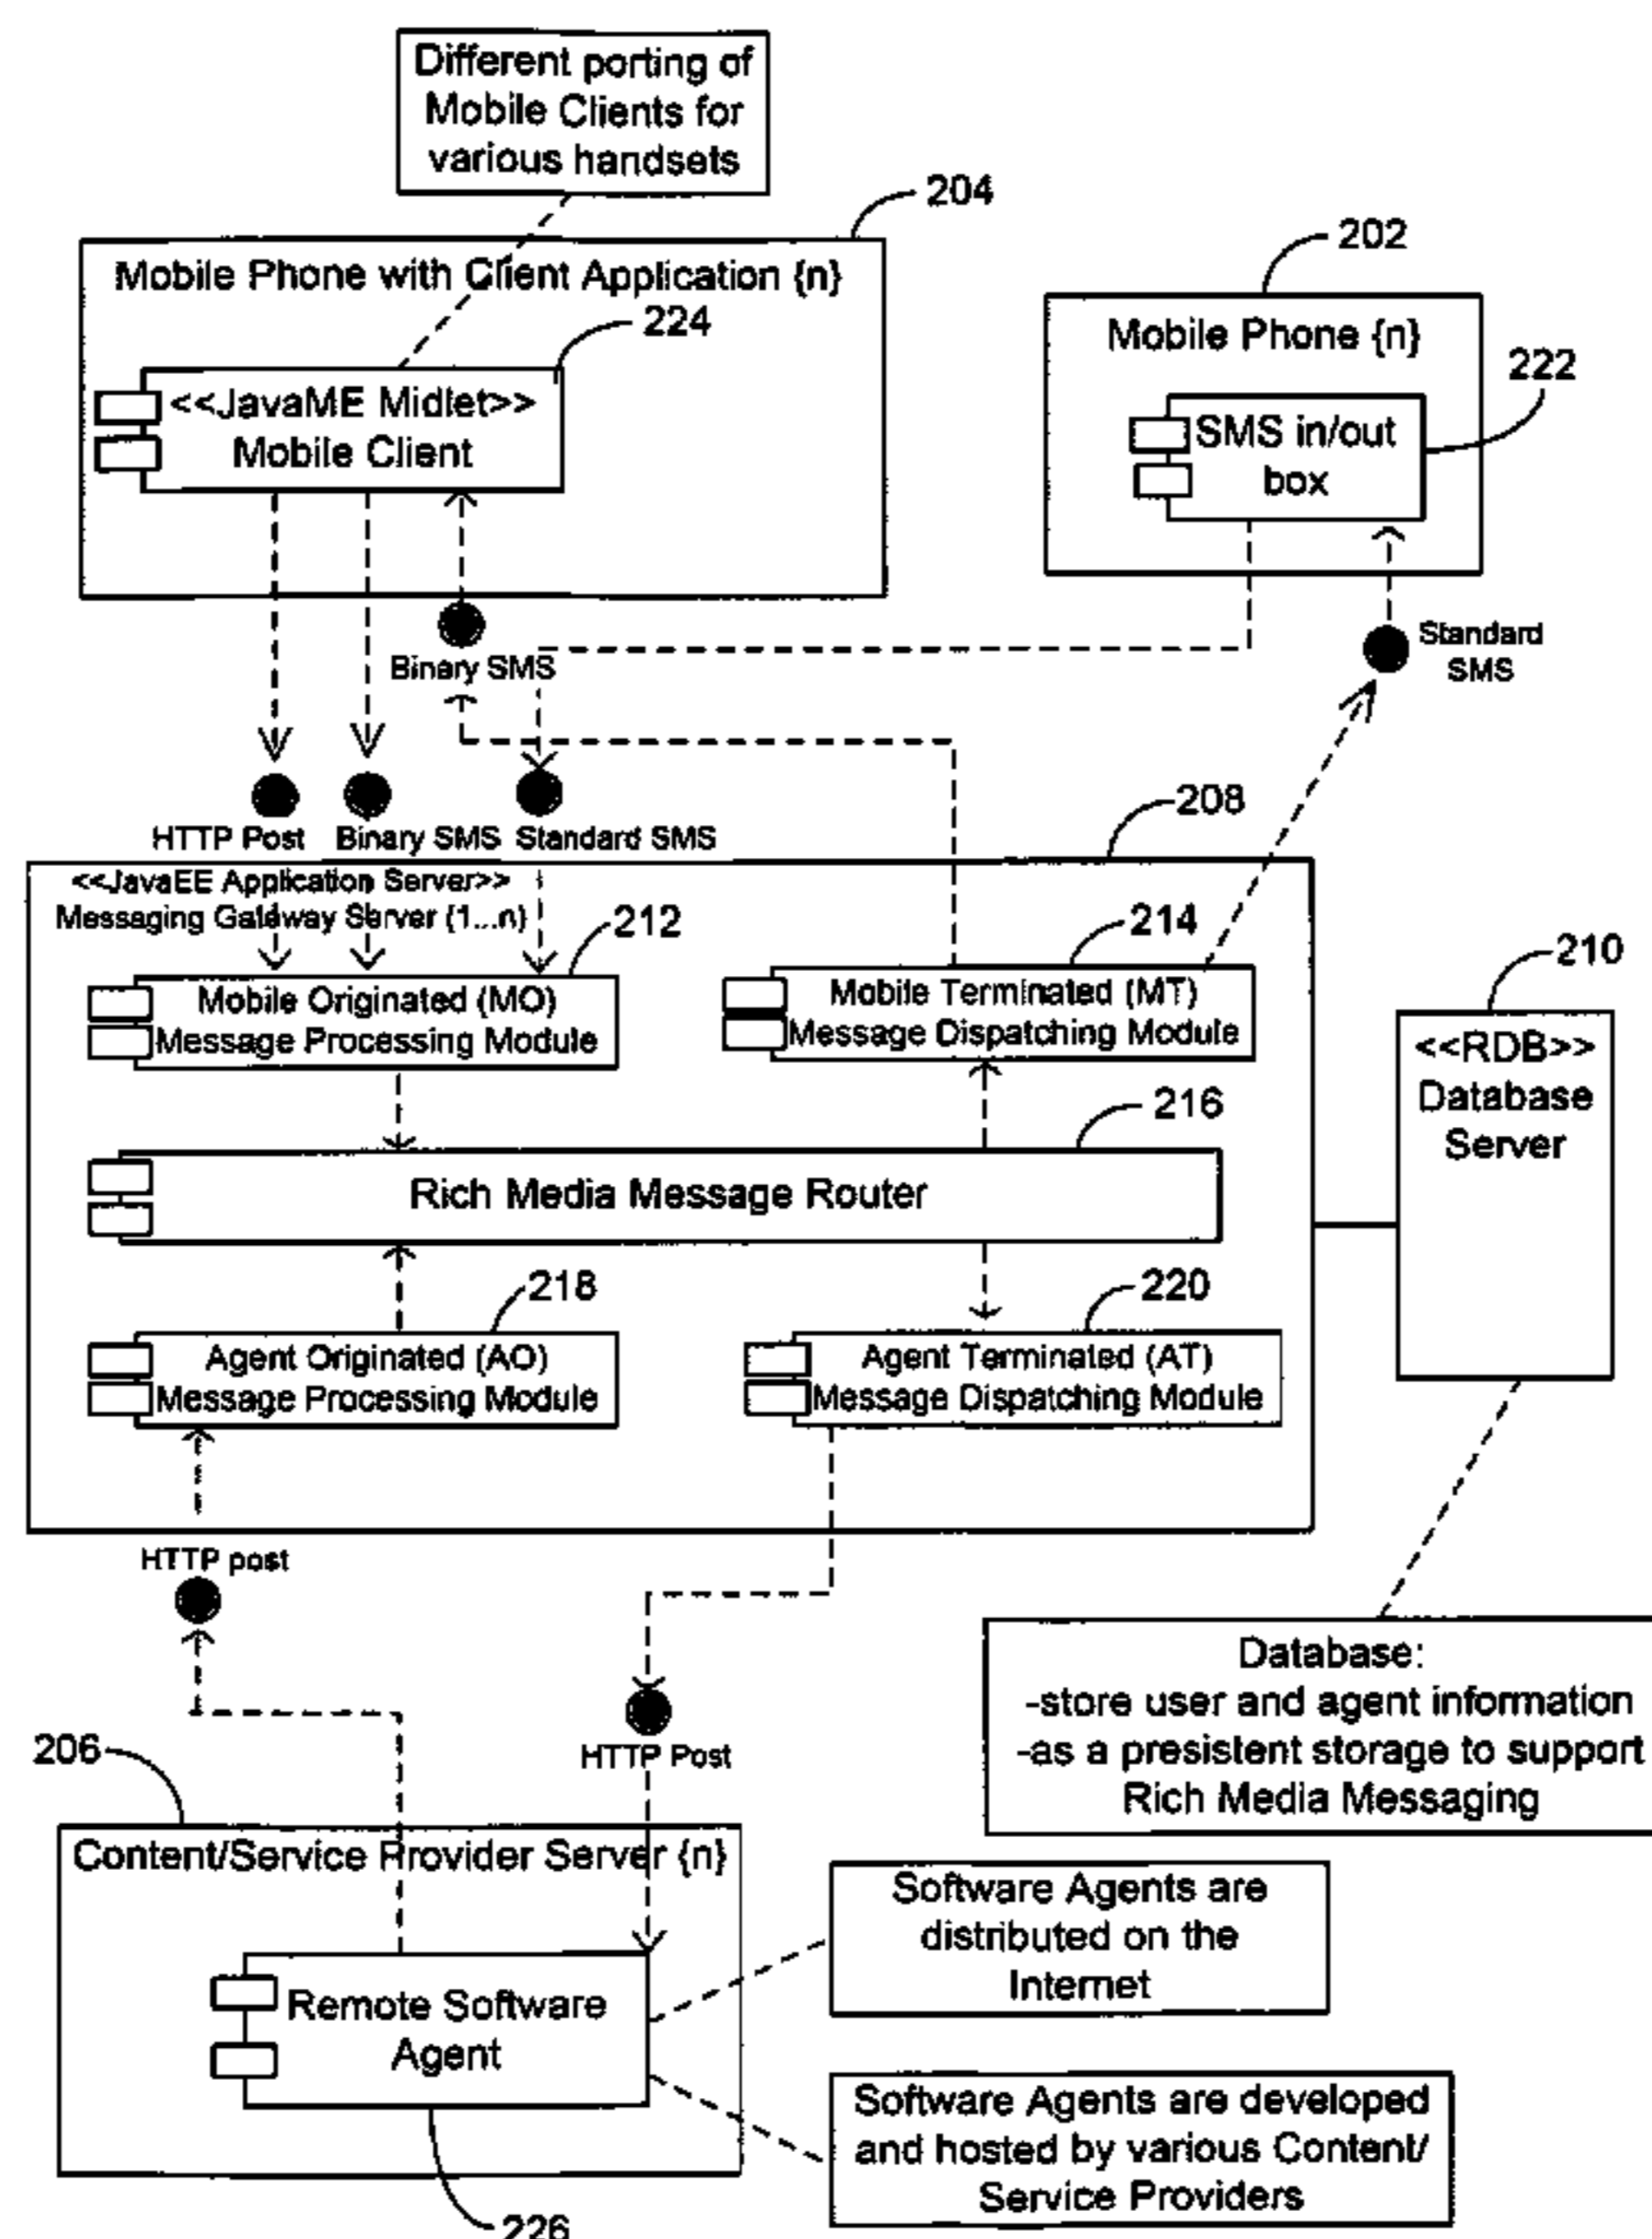 Different porting of
Mobile Clients for
various handsets
204
Mobile Phone with Client Application {n}
202
Mobile Phone {n}
224
<<JavaME Midlet>>
Mobile Client
222
SMS in/out
box
Binary SMS
Standard
SMS
HTTP Post
Binary SMS
Standard SMS
208
<<JavaEE Application Server>>
Messaging Gateway Server {1...n}
212
Mobile Originated (MO)
Message Processing Module
214
Mobile Terminated (MT)
Message Dispatching Module
210
<<RDB>>
Database
Server
216
Rich Media Message Router
218
Agent Originated (AO)
Message Processing Module
220
Agent Terminated (AT)
Message Dispatching Module
HTTP post
HTTP Post
Database:
-store user and agent information
-as a presistent storage to support
Rich Media Messaging
206
Content/Service Provider Server {n}
Remote Software
Agent
226
Software Agents are
distributed on the
Internet
Software Agents are developed
and hosted by various Content/
Service Providers